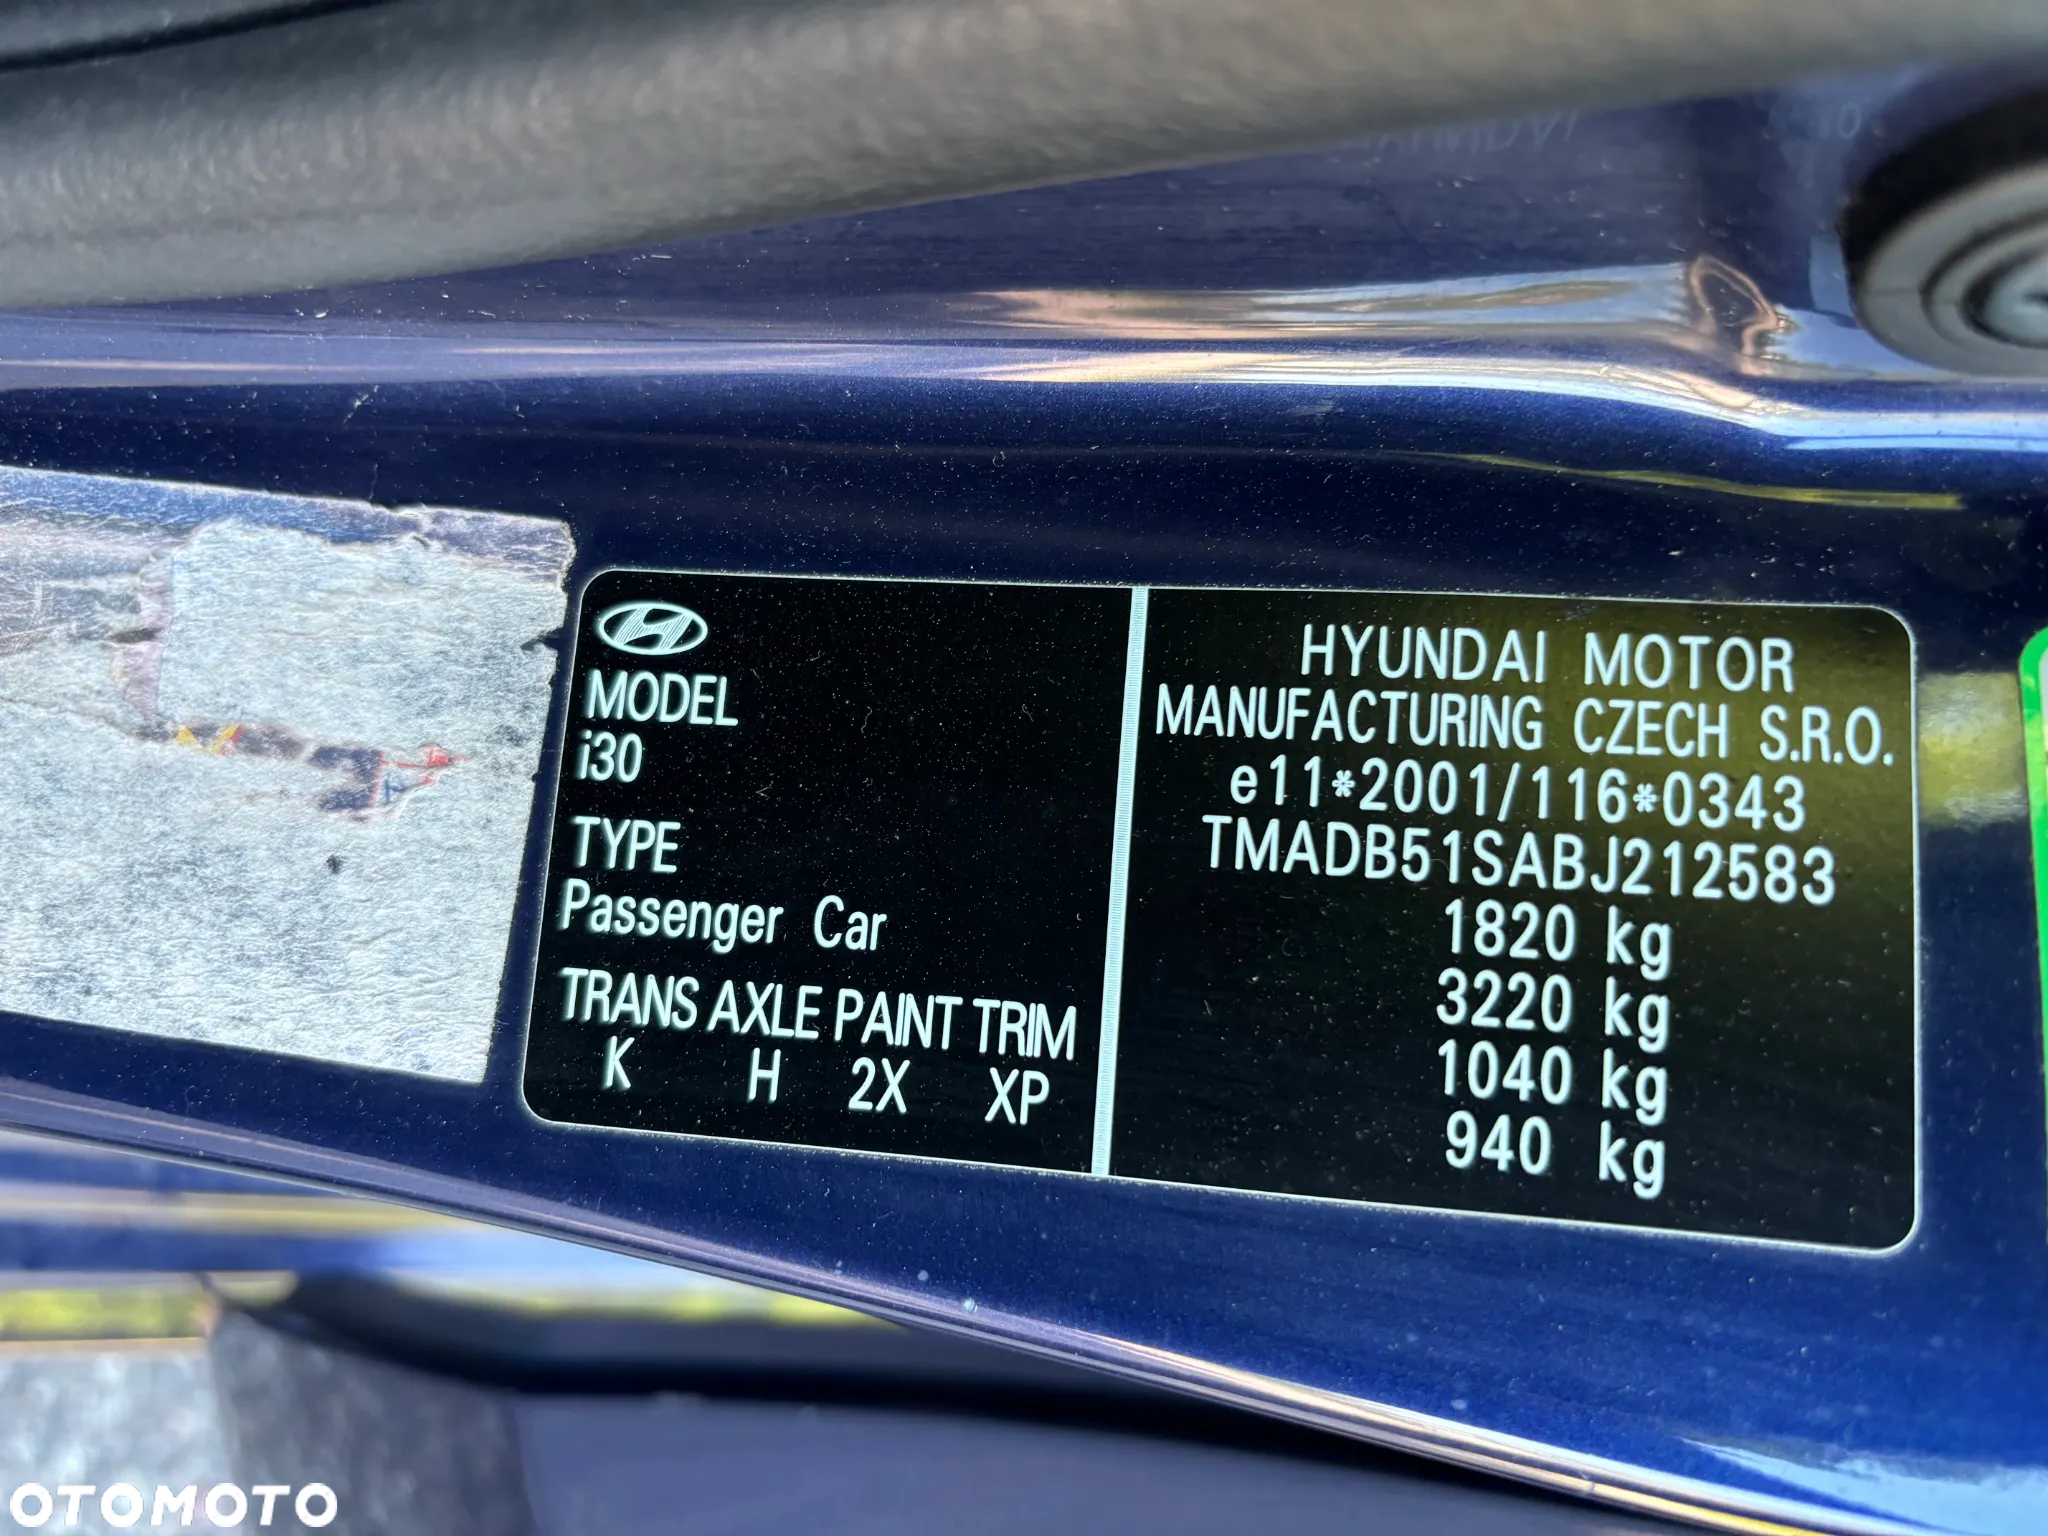 MODEL
i30
TYPE
Passenger Car
TRANS AXLE PAINT TRIM
K H 2X XP
HYUNDAI MOTOR
MANUFACTURING CZECH S.R.O.
e11*2001/116*0343
TMADB51SABJ212583
1820 kg
3220 kg
1040 kg
940 kg
OTOMOTO